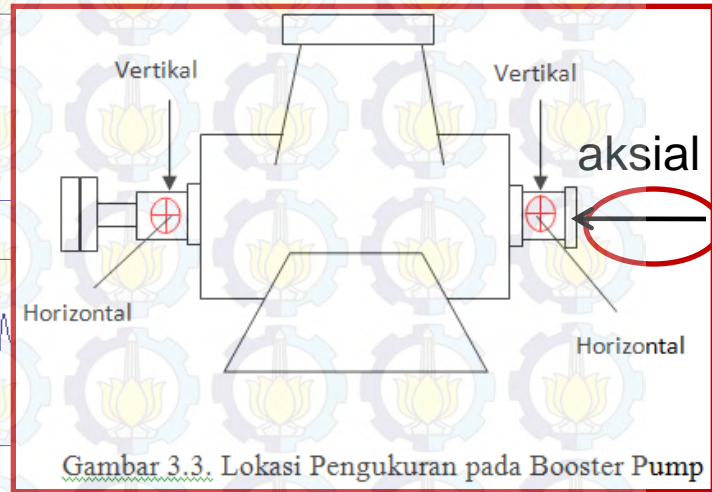 Vertikal
Vertikal
aksial
Horizontal
Horizontal
Gambar 3.3. Lokasi Pengukuran pada Booster Pump